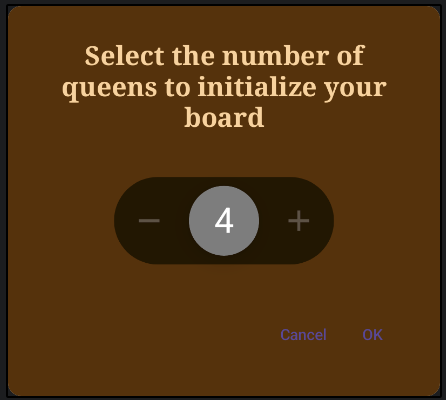 Select the number of
queens to initialize your
board
− 4 +
Cancel OK